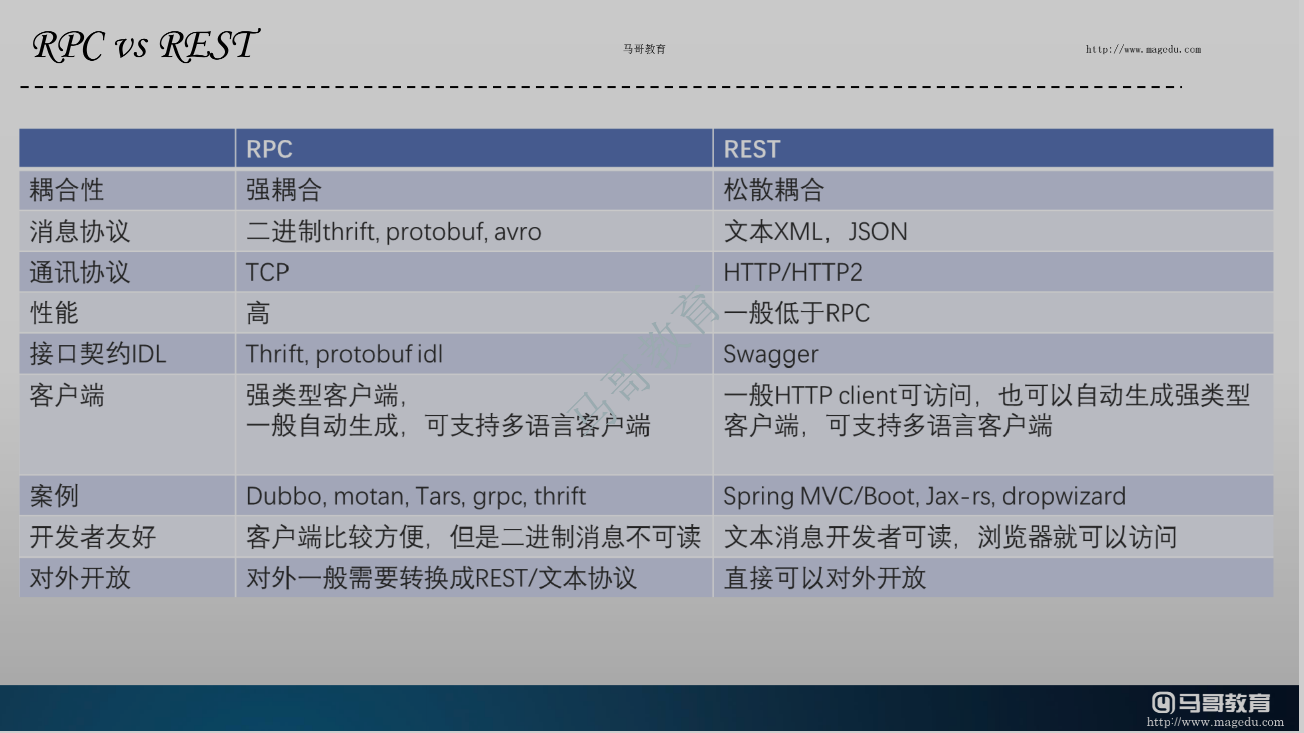 RPC vs REST
马哥教育
http://www.magedu.com
RPC
REST
耦合性
强耦合
松散耦合
消息协议
二进制thrift, protobuf, avro
文本XML，JSON
通讯协议
TCP
HTTP/HTTP2
性能
高
一般低于RPC
接口契约IDL
Thrift, protobuf idl
Swagger
客户端
强类型客户端，
一般自动生成，可支持多语言客户端
一般HTTP client可访问，也可以自动生成强类型
客户端，可支持多语言客户端
案例
Dubbo, motan, Tars, grpc, thrift
Spring MVC/Boot, Jax-rs, dropwizard
开发者友好
客户端比较方便，但是二进制消息不可读
文本消息开发者可读，浏览器就可以访问
对外开放
对外一般需要转换成REST/文本协议
直接可以对外开放
马哥教育
马哥教育
http://www.magedu.com